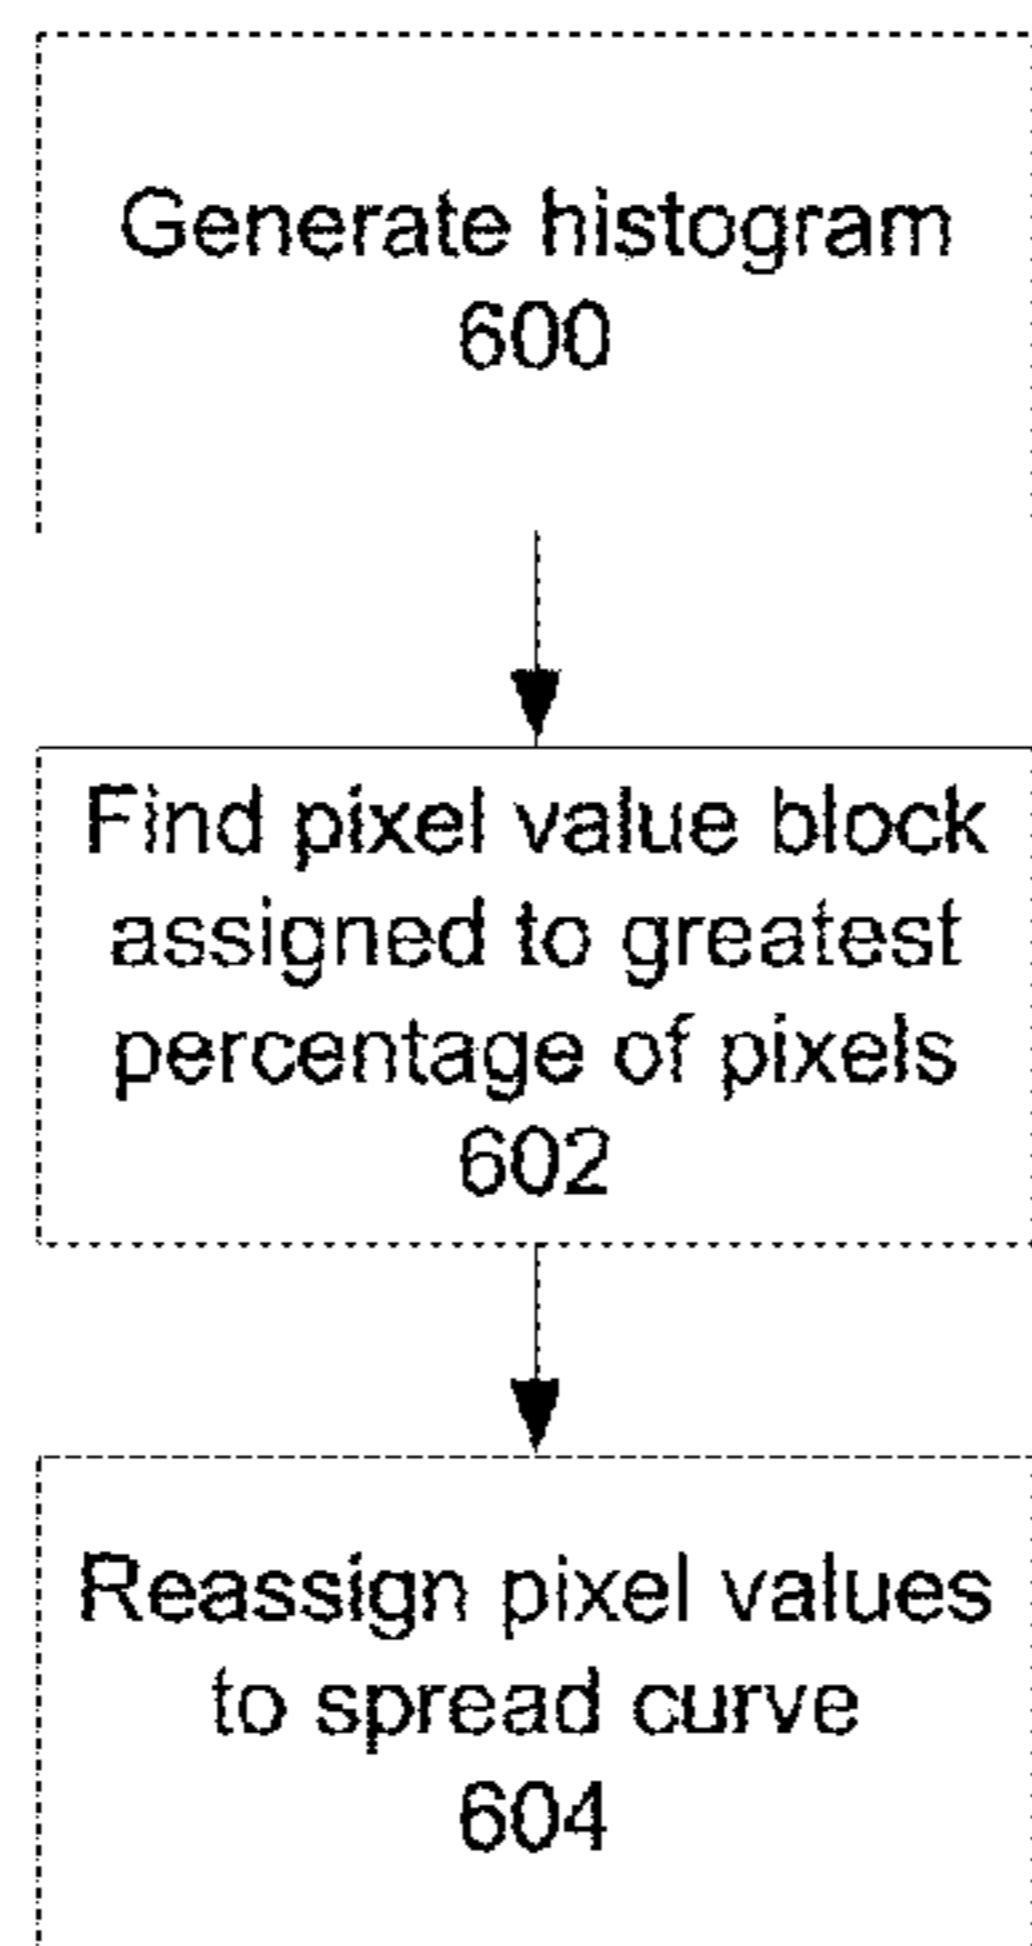 Generate histogram
600
Find pixel value block
assigned to greatest
percentage of pixels
602
Reassign pixel values
to spread curve
604